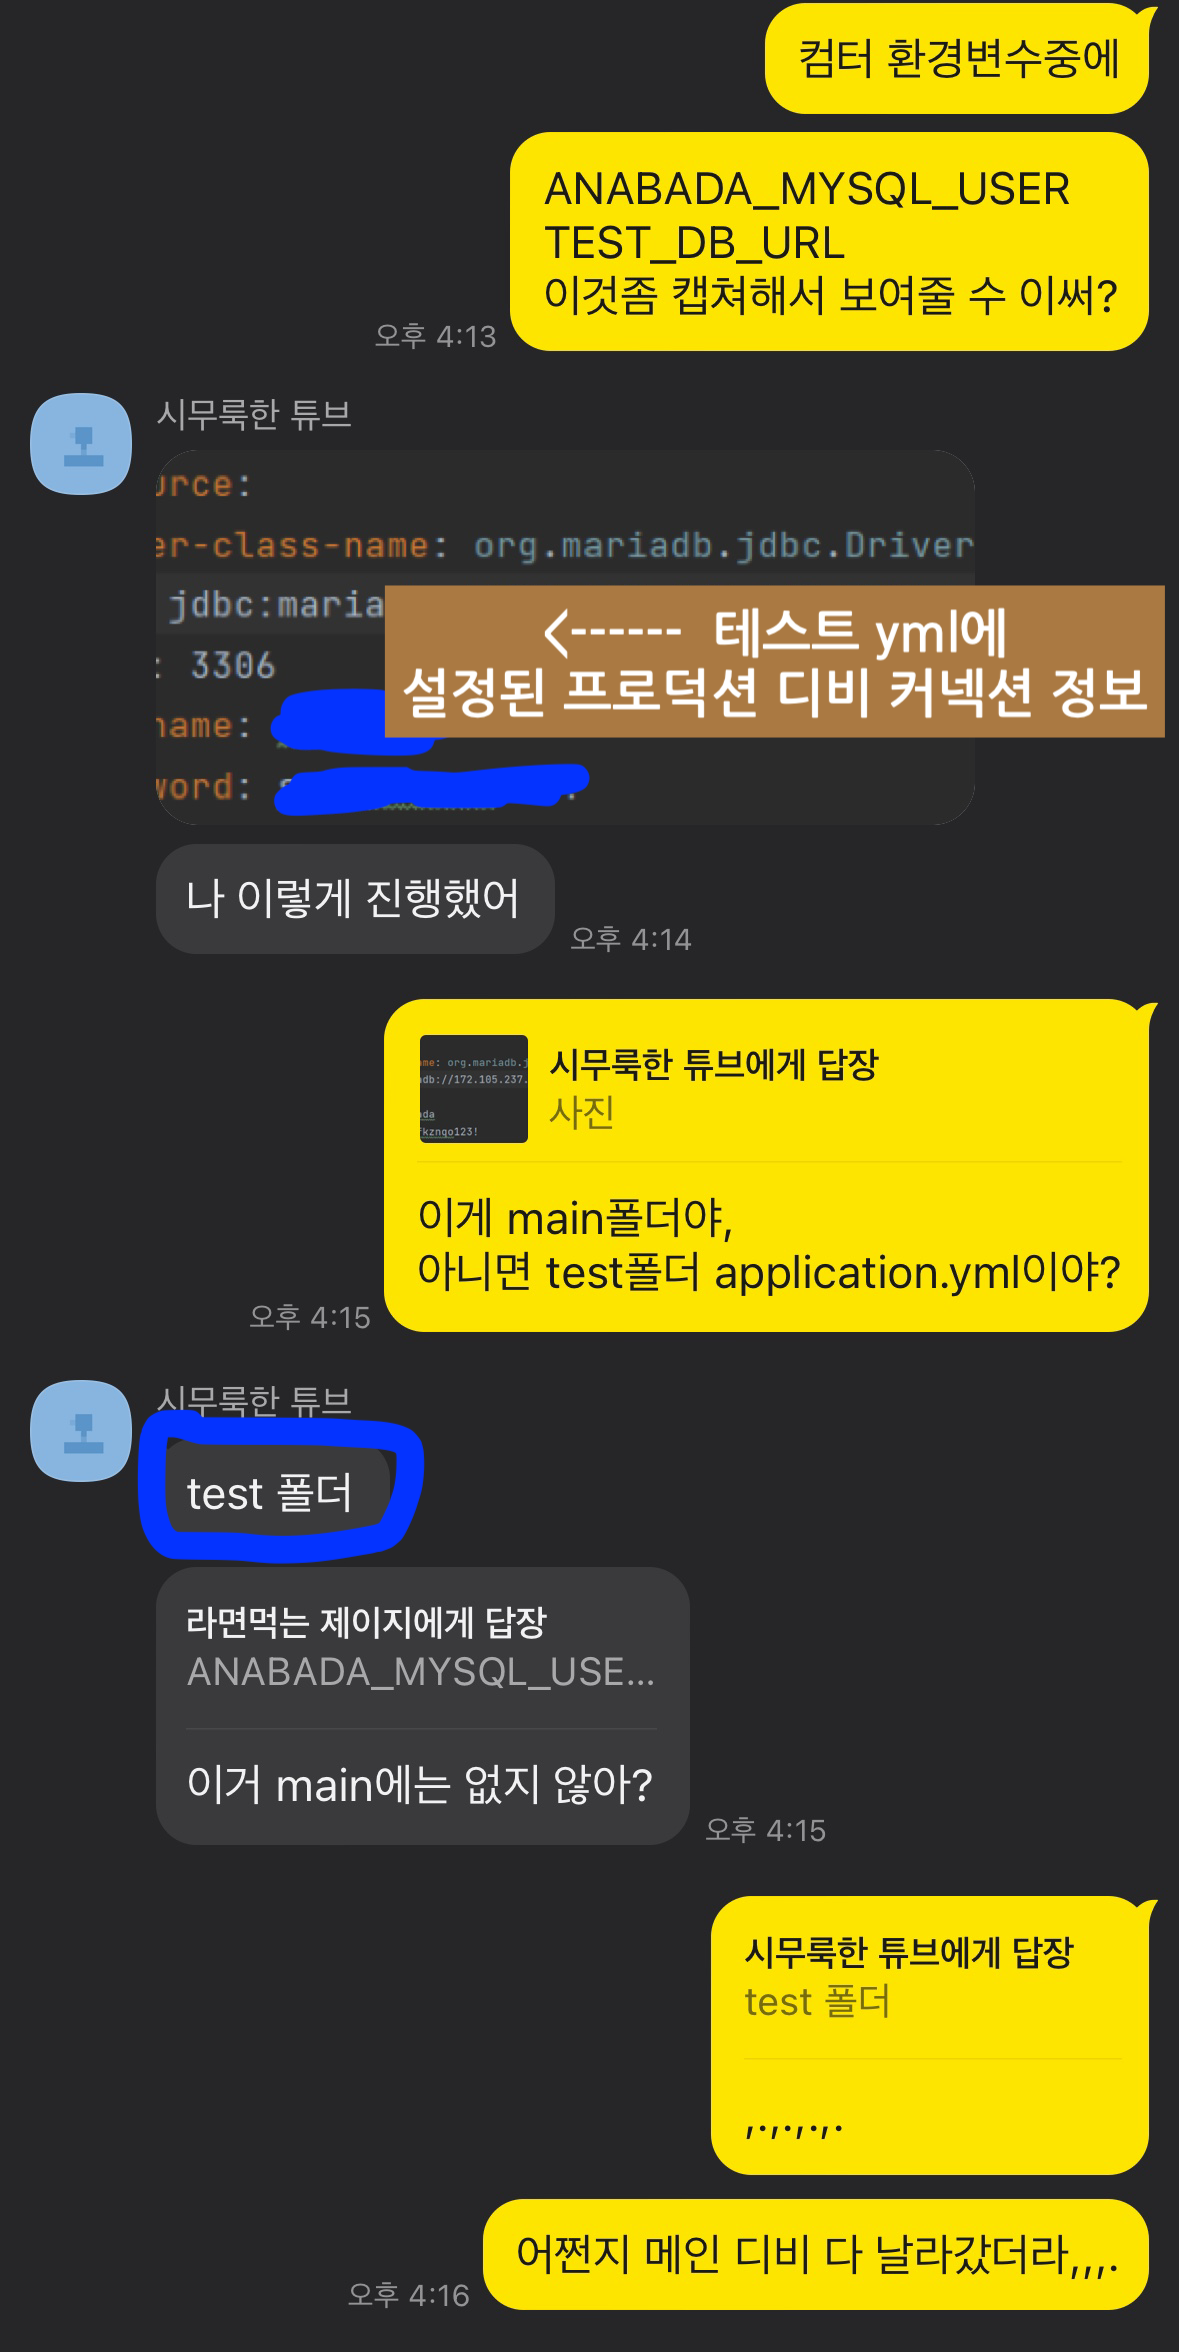 컴터 환경변수중에
ANABADA_MYSQL_USER
TEST_DB_URL
이것좀 캡쳐해서 보여줄 수 이써?
오후 4:13
시무룩한 튜브
urce:
er-class-name: org.mariadb.jdbc.Driver
jdbc:maria
<------ 테스트 yml에
설정된 프로덕션 디비 커넥션 정보
: 3306
name:
word:
나 이렇게 진행했어
오후 4:14
me: org.mariadb.j
adb://172.105.237.
ada
fkznqo123!
시무룩한 튜브에게 답장
사진
이게 main폴더야,
아니면 test폴더 application.yml이야?
오후 4:15
시무룩한 튜브
test 폴더
라면먹는 제이지에게 답장
ANABADA_MYSQL_USE...
이거 main에는 없지 않아?
오후 4:15
시무룩한 튜브에게 답장
test 폴더
,.,.,.,.
어쩐지 메인 디비 다 날라갔더라,,,.
오후 4:16